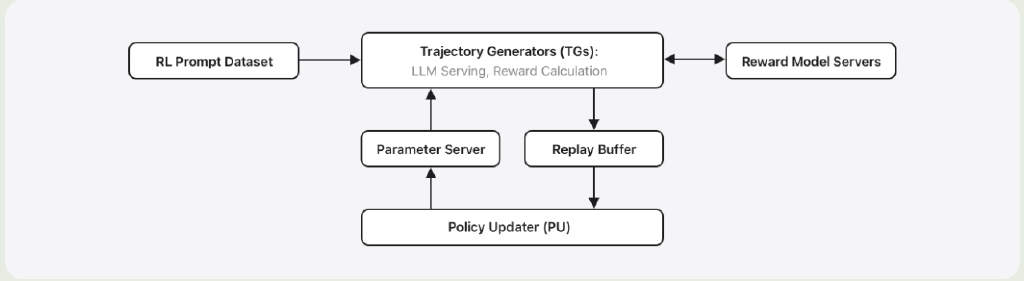 RL Prompt Dataset
Trajectory Generators (TGs):
LLM Serving, Reward Calculation
Reward Model Servers
Parameter Server
Replay Buffer
Policy Updater (PU)